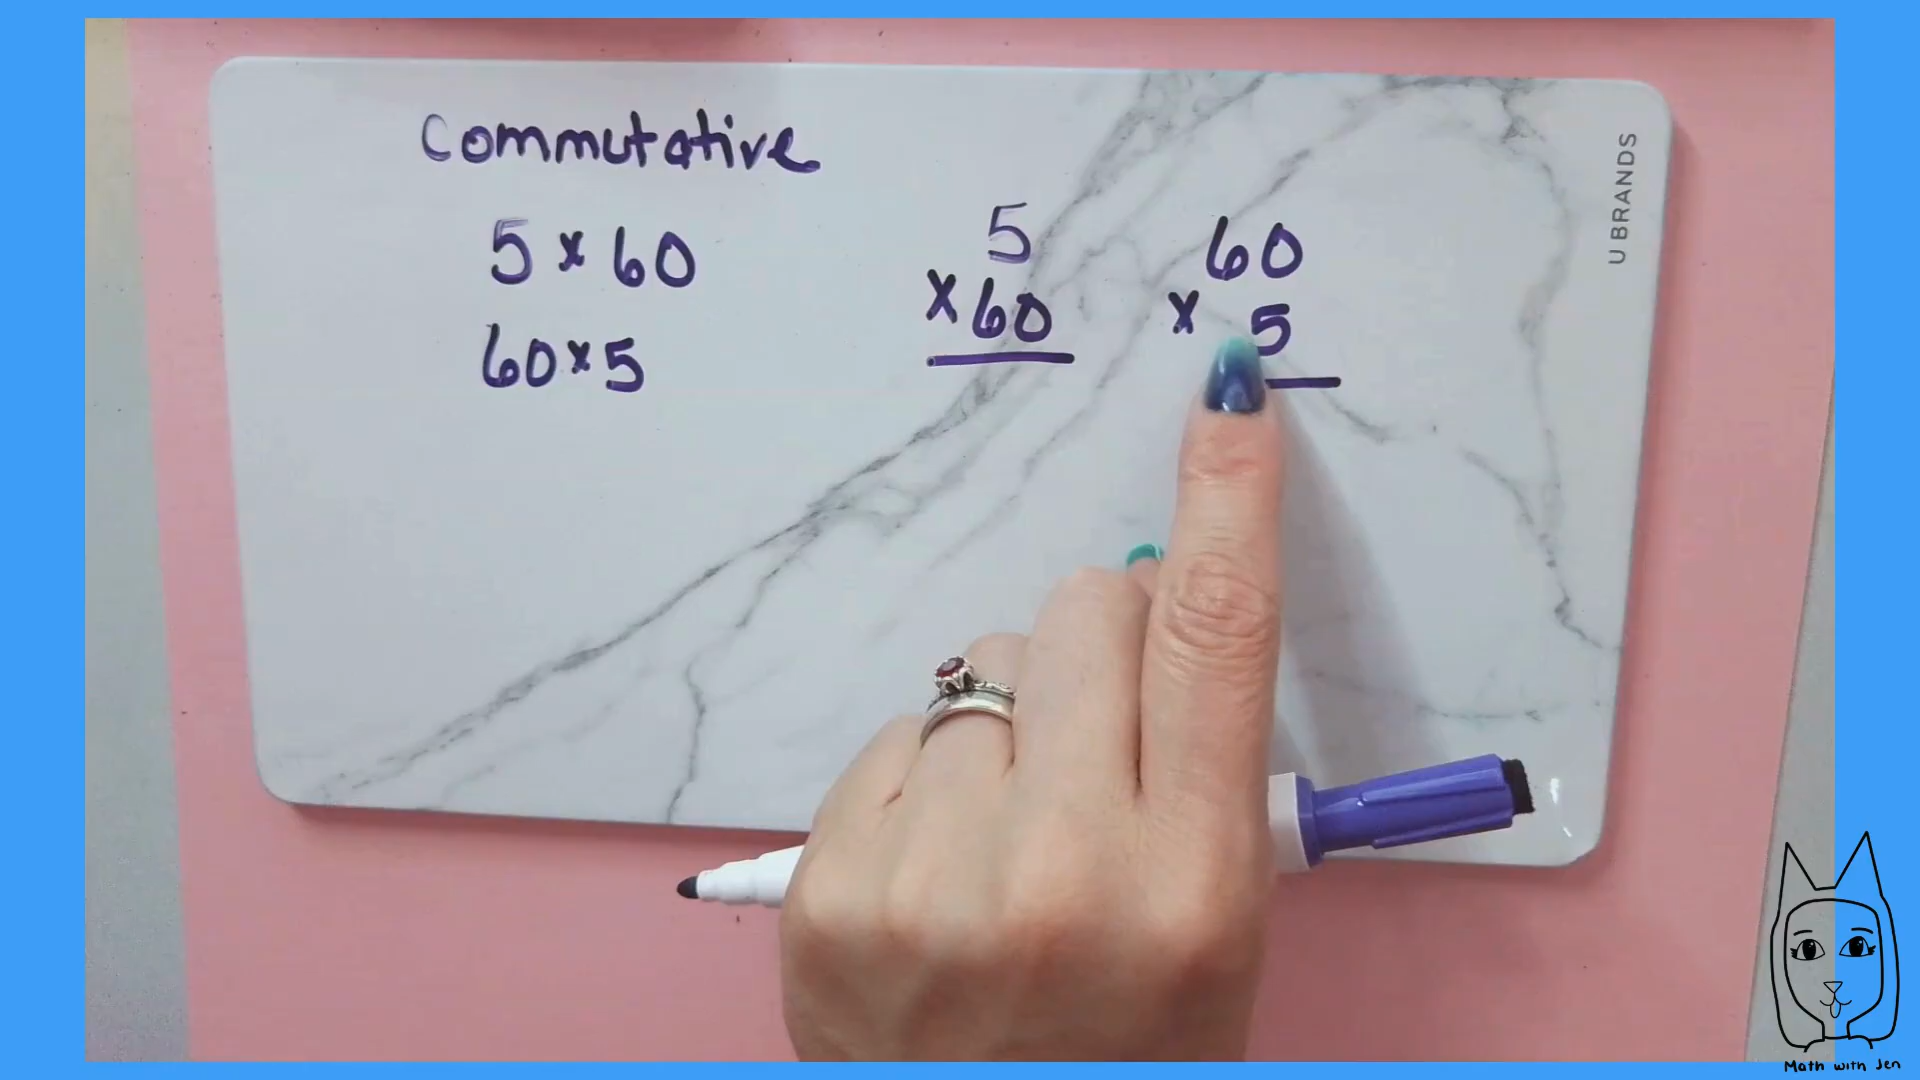 Commutative
5 x 60
60 x 5
5
x 60
60
x 5
U BRANDS
Math with Jen